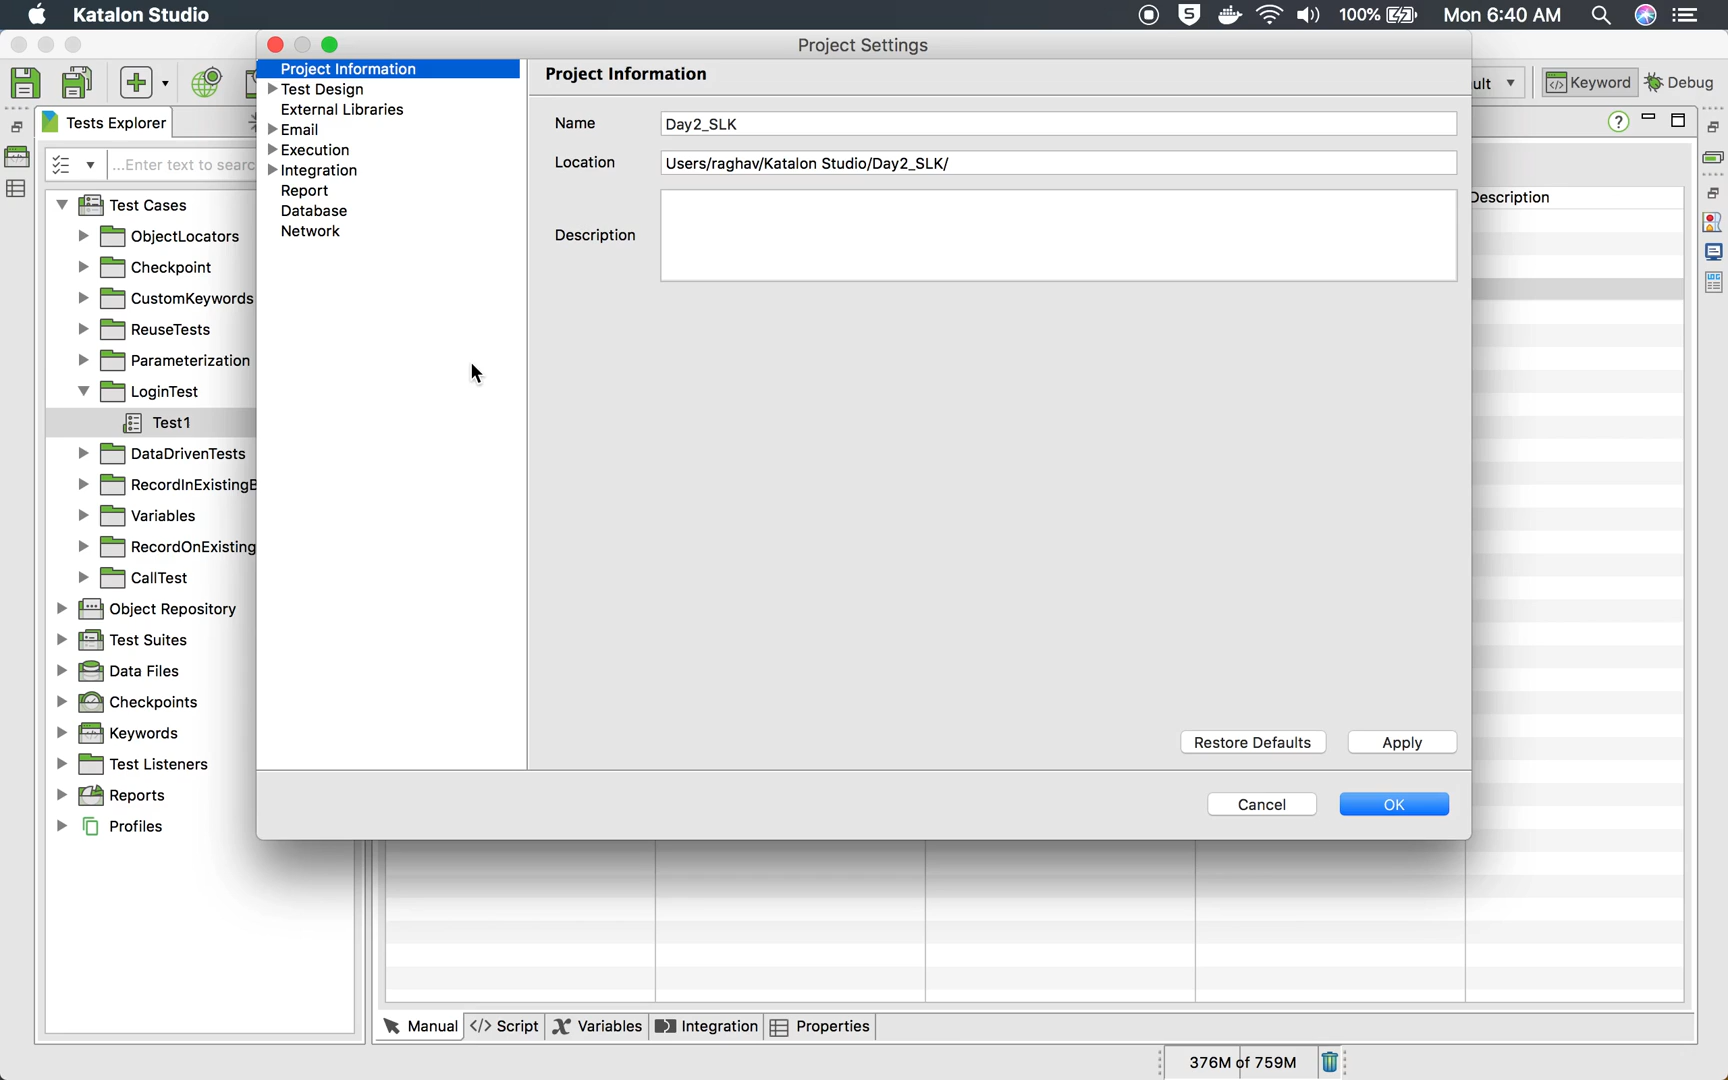 Katalon Studio
S
100%
Mon 6:40 AM
Project Settings
Project Information
Test Design
External Libraries
Email
Execution
Integration
Report
Database
Network
Project Information
Name
Day2_SLK
Location
Users/raghav/Katalon Studio/Day2_SLK/
Description
Restore Defaults
Apply
Cancel
OK
ult
Keyword
Debug
?
Description
Tests Explorer
...Enter text to searc
Test Cases
ObjectLocators
Checkpoint
CustomKeywords
ReuseTests
Parameterization
LoginTest
Test1
DataDrivenTests
RecordInExistingB
Variables
RecordOnExisting
CallTest
Object Repository
Test Suites
Data Files
Checkpoints
Keywords
Test Listeners
Reports
Profiles
Manual
</> Script
Variables
Integration
Properties
376M of 759M